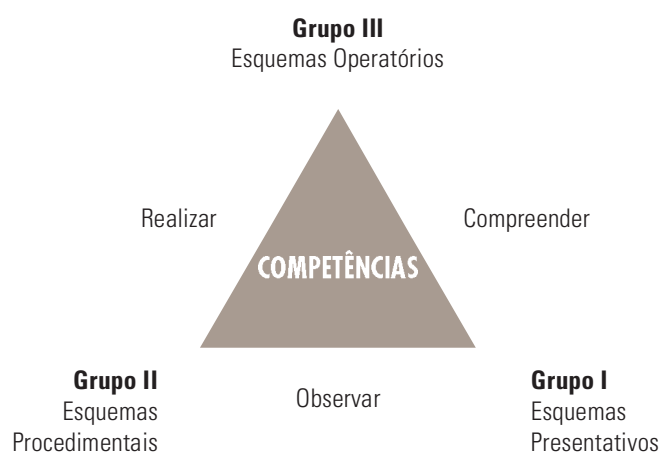 Grupo III
Esquemas Operatórios
Realizar
Compreender
COMPETÊNCIAS
Grupo II
Esquemas
Procedimentais
Observar
Grupo I
Esquemas
Presentativos